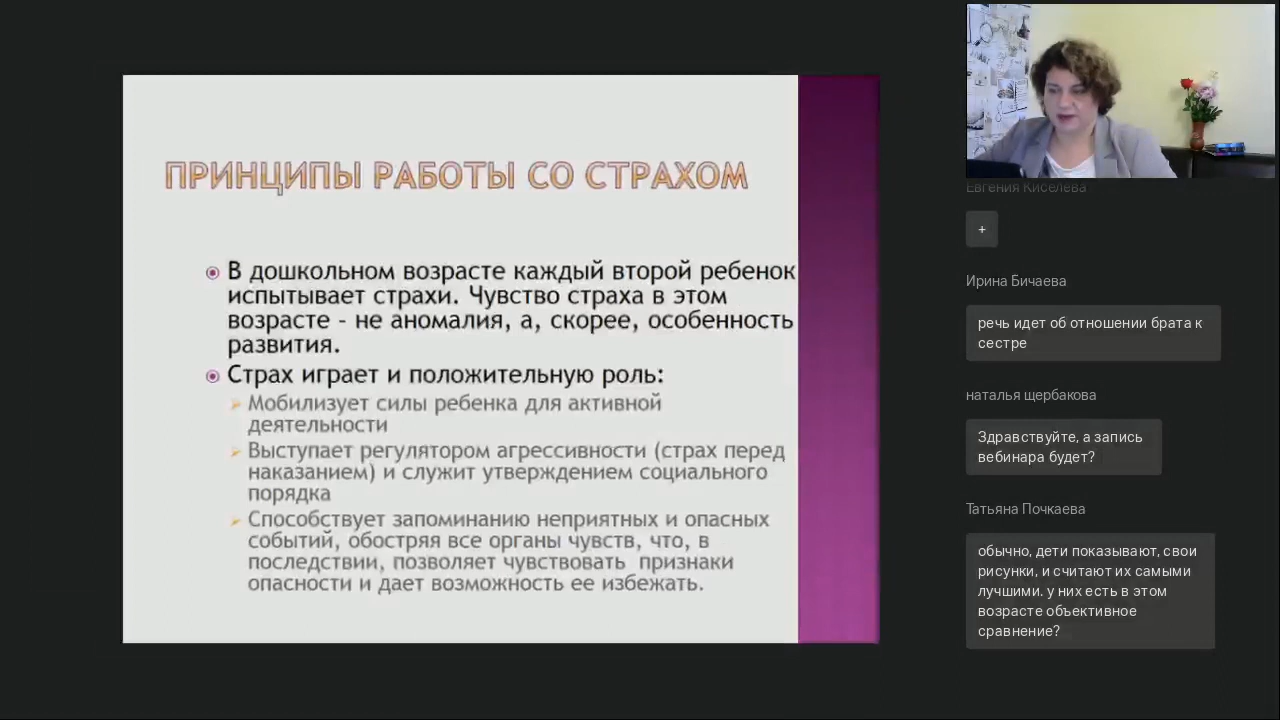 ПРИНЦИПЫ РАБОТЫ СО СТРАХОМ
В дошкольном возрасте каждый второй ребенок
испытывает страхи. Чувство страха в этом
возрасте - не аномалия, а, скорее, особенность
развития.
Страх играет и положительную роль:
Мобилизует силы ребенка для активной
деятельности
Выступает регулятором агрессивности (страх перед
наказанием) и служит утверждением социального
порядка
Способствует запоминанию неприятных и опасных
событий, обостряя все органы чувств, что, в
последствии, позволяет чувствовать признаки
опасности и дает возможность ее избежать.
Евгения Киселева
+
Ирина Бичаева
речь идет об отношении брата к
сестре
наталья щербакова
Здравствуйте, а запись
вебинара будет?
Татьяна Почкаева
обычно, дети показывают, свои
рисунки, и считают их самыми
лучшими. у них есть в этом
возрасте объективное
сравнение?